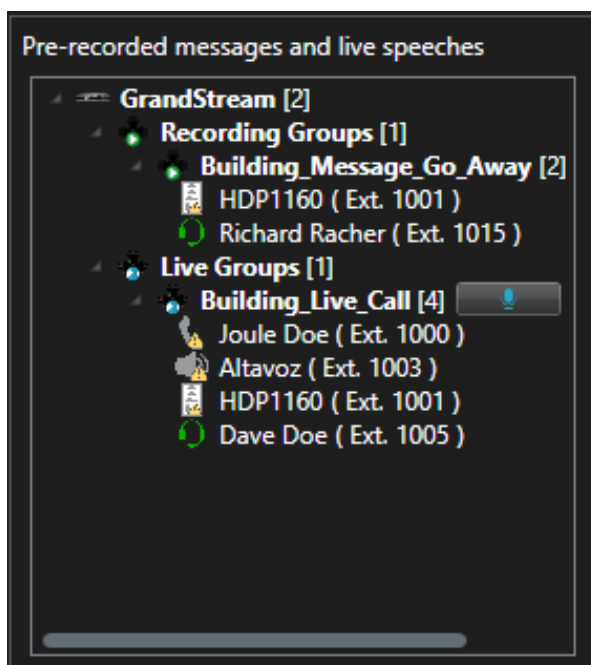 Pre-recorded messages and live speeches
GrandStream [2]
Recording Groups [1]
Building_Message_Go_Away [2]
HDP1160 ( Ext. 1001 )
Richard Racher ( Ext. 1015 )
Live Groups [1]
Building_Live_Call [4]
Joule Doe ( Ext. 1000 )
Altavoz ( Ext. 1003 )
HDP1160 ( Ext. 1001 )
Dave Doe ( Ext. 1005 )